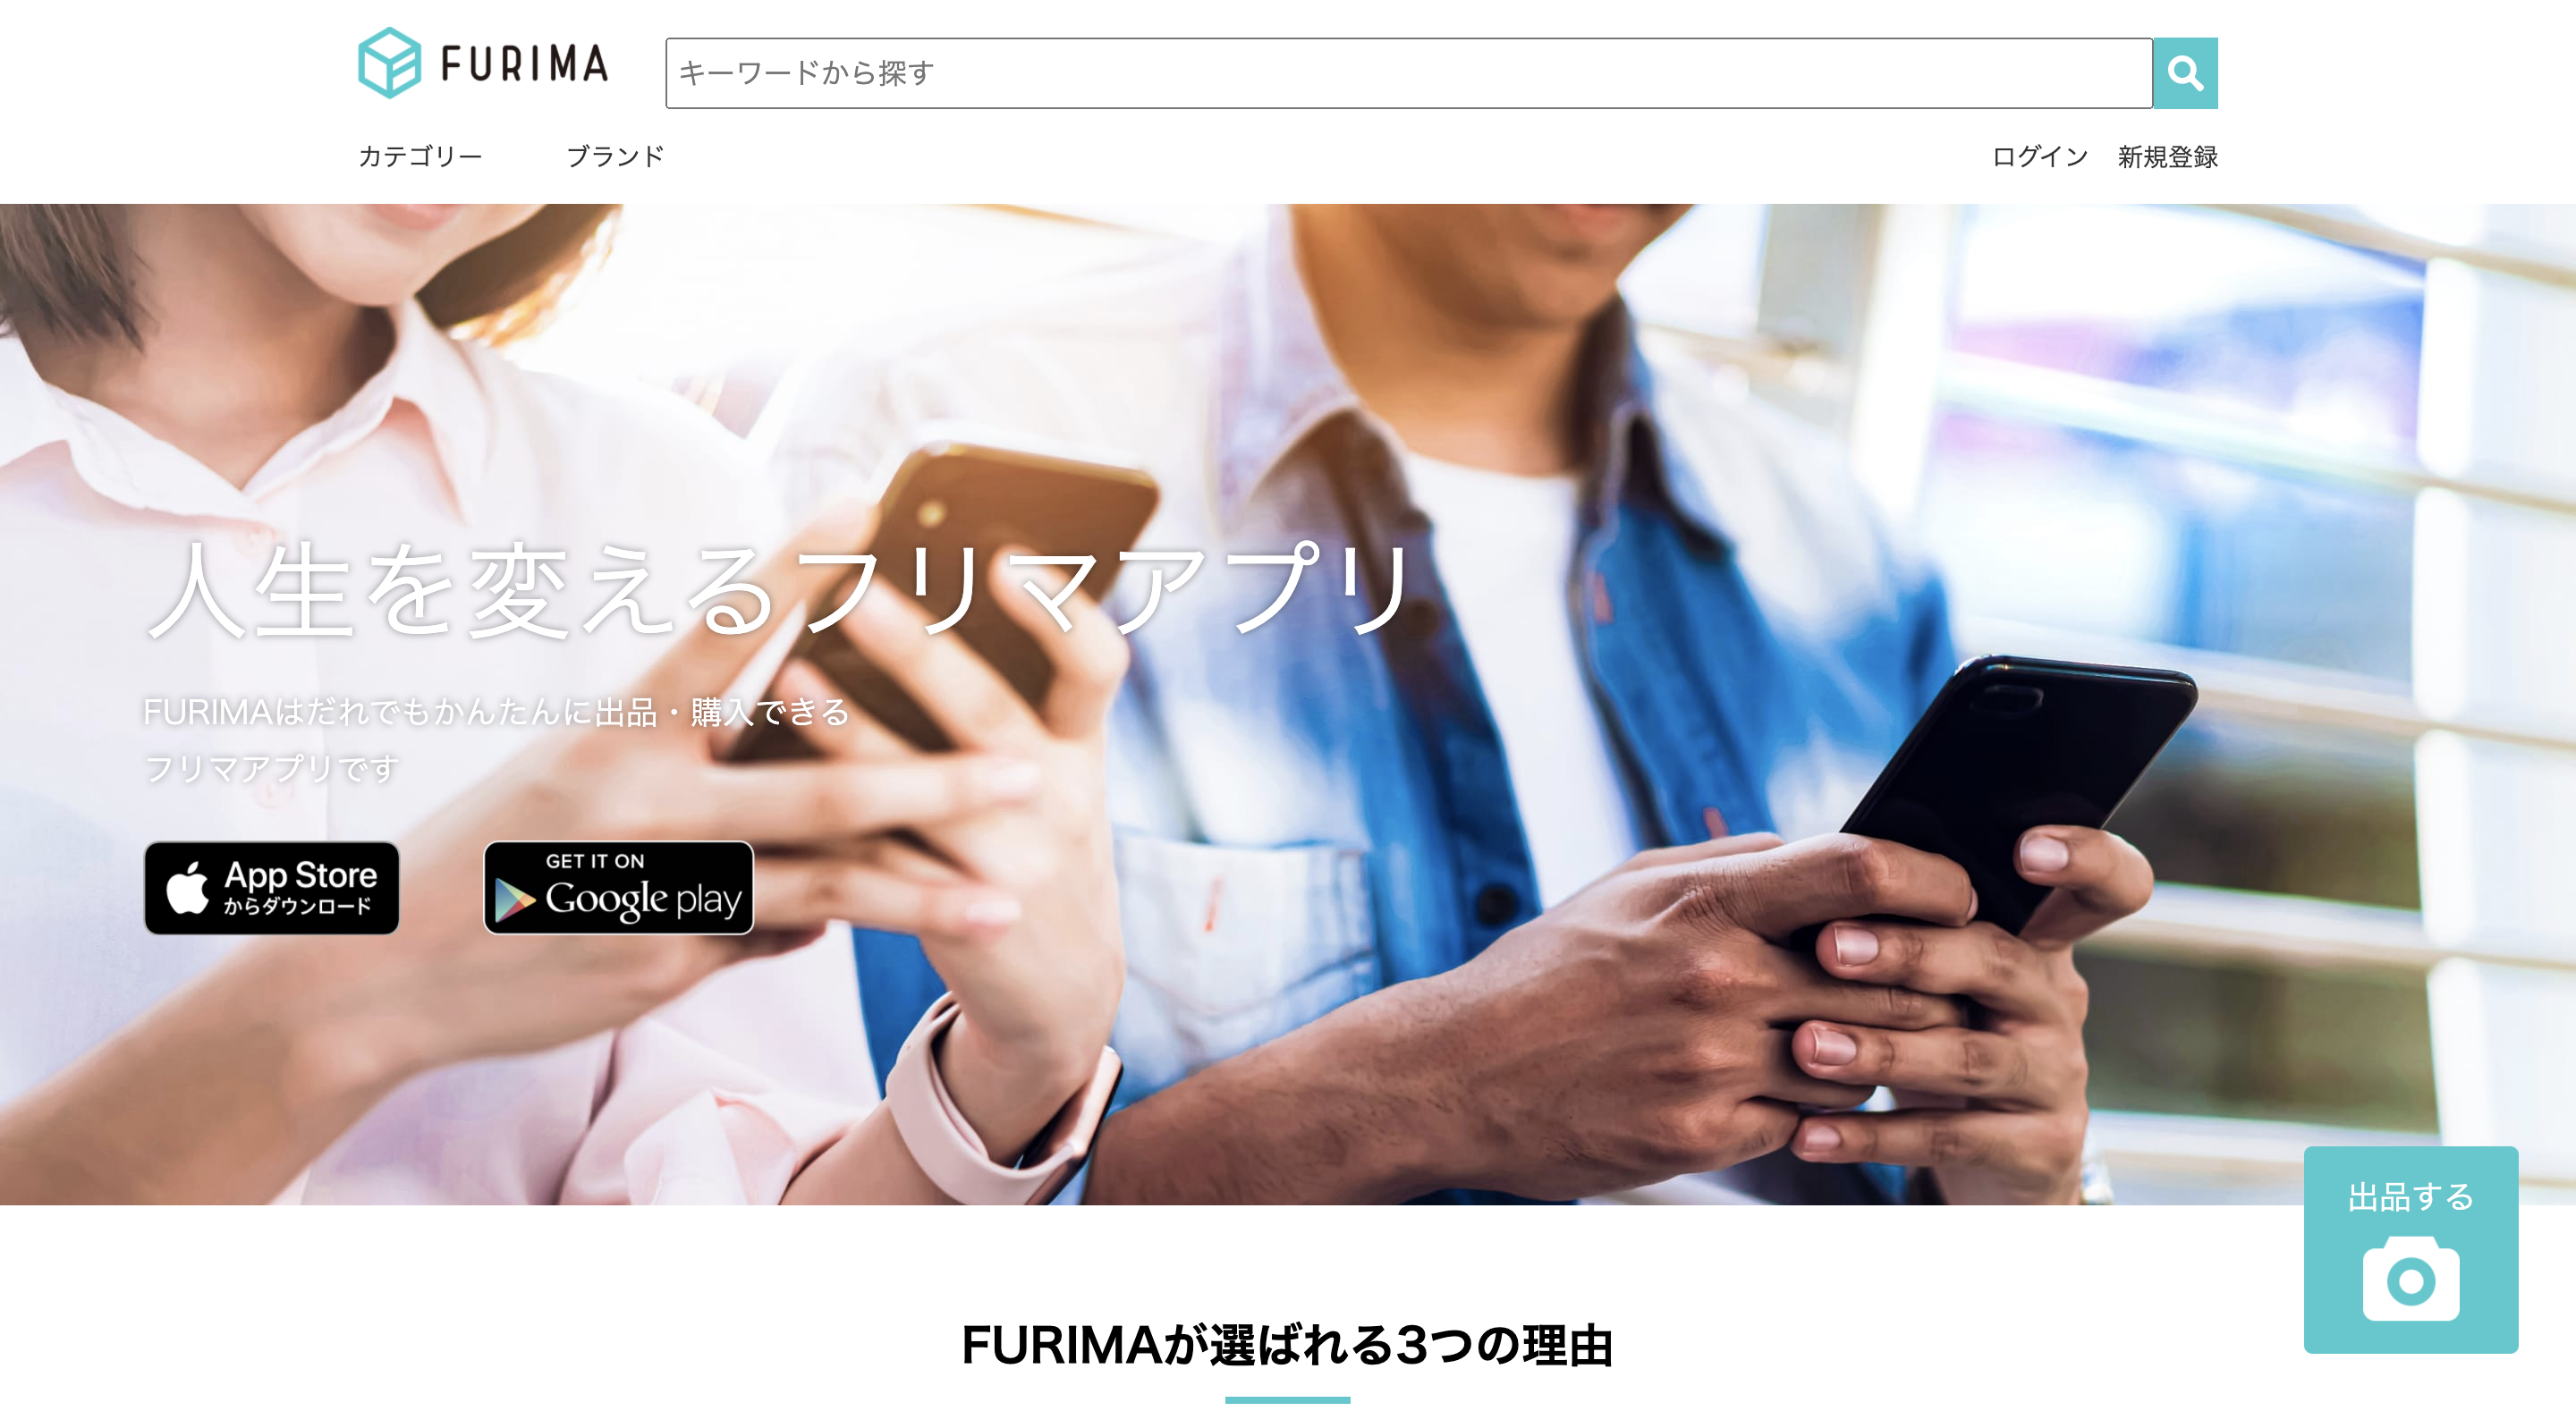 FURIMA
キーワードから探す
カテゴリー ブランド ログイン 新規登録
人生を変えるフリマアプリ
FURIMAはだれでもかんたんに出品・購入できる
フリマアプリです
App Store
からダウンロード
GET IT ON
Google play
出品する
FURIMAが選ばれる3つの理由